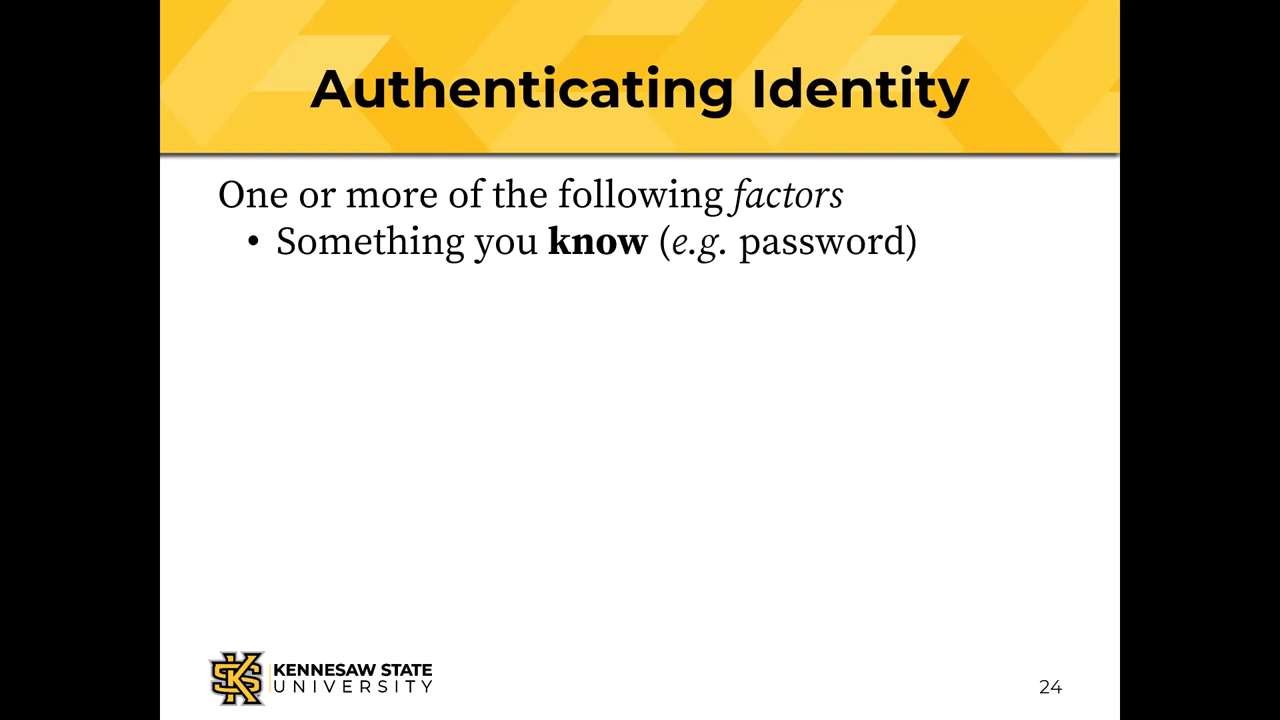 Authenticating Identity
One or more of the following factors
• Something you know (e.g. password)
KENNESAW STATE
UNIVERSITY
24